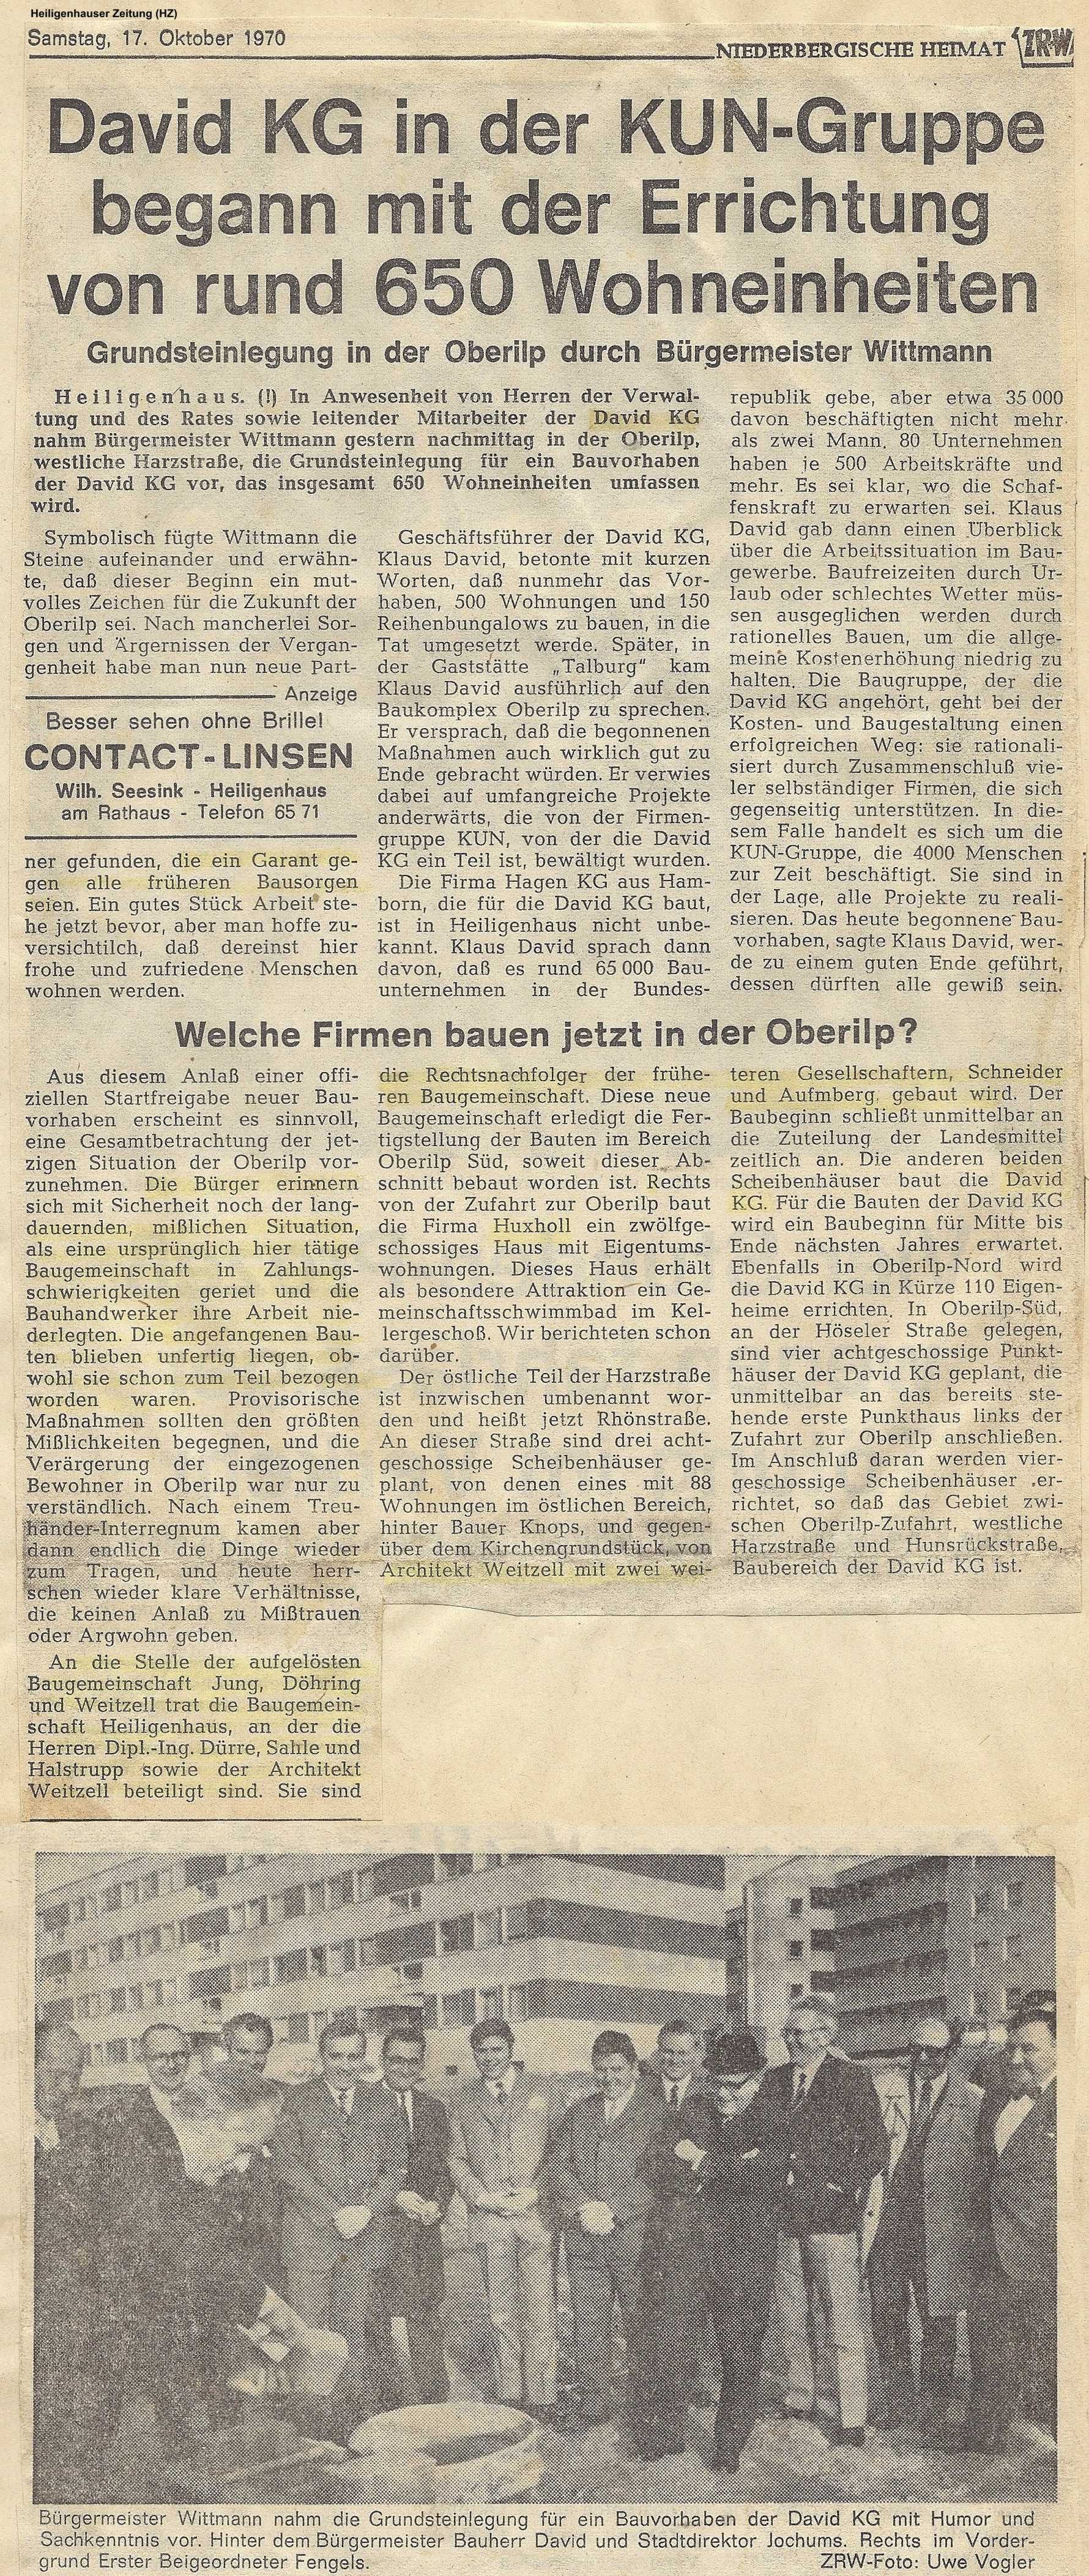 Heiligenhauser Zeitung (HZ)
Samstag, 17. Oktober 1970
NIEDERBERGISCHE HEIMAT ZRW
David KG in der KUN-Gruppe
begann mit der Errichtung
von rund 650 Wohneinheiten
Grundsteinlegung in der Oberilp durch Bürgermeister Wittmann
Heiligenhaus. (!) In Anwesenheit von Herren der Verwal-
tung und des Rates sowie leitender Mitarbeiter der David KG
nahm Bürgermeister Wittmann gestern nachmittag in der Oberilp,
westliche Harzstraße, die Grundsteinlegung für ein Bauvorhaben
der David KG vor, das insgesamt 650 Wohneinheiten umfassen
wird.
Symbolisch fügte Wittmann die
Steine aufeinander und erwähn-
te, daß dieser Beginn ein mut-
volles Zeichen für die Zukunft der
Oberilp sei. Nach mancherlei Sor-
gen und Ärgernissen der Vergan-
genheit habe man nun neue Part-
Anzeige
Besser sehen ohne Brille!
CONTACT-LINSEN
Wilh. Seesink - Heiligenhaus
am Rathaus - Telefon 65 71
ner gefunden, die ein Garant ge-
gen alle früheren Bausorgen
seien. Ein gutes Stück Arbeit ste-
he jetzt bevor, aber man hoffe zu-
versichtilch, daß dereinst hier
frohe und zufriedene Menschen
wohnen werden.
Geschäftsführer der David KG,
Klaus David, betonte mit kurzen
Worten, daß nunmehr das Vor-
haben, 500 Wohnungen und 150
Reihenbungalows zu bauen, in die
Tat umgesetzt werde. Später, in
der Gaststätte „Talburg“ kam
Klaus David ausführlich auf den
Baukomplex Oberilp zu sprechen.
Er versprach, daß die begonnenen
Maßnahmen auch wirklich gut zu
Ende gebracht würden. Er verwies
dabei auf umfangreiche Projekte
anderwärts, die von der Firmen-
gruppe KUN, von der die David
KG ein Teil ist, bewältigt wurden.
Die Firma Hagen KG aus Ham-
born, die für die David KG baut,
ist in Heiligenhaus nicht unbe-
kannt. Klaus David sprach dann
davon, daß es rund 65 000 Bau-
unternehmen in der Bundes-
republik gebe, aber etwa 35 000
davon beschäftigten nicht mehr
als zwei Mann. 80 Unternehmen
haben je 500 Arbeitskräfte und
mehr. Es sei klar, wo die Schaf-
fenskraft zu erwarten sei. Klaus
David gab dann einen Überblick
über die Arbeitssituation im Bau-
gewerbe. Baufreizeiten durch Ur-
laub oder schlechtes Wetter müs-
sen ausgeglichen werden durch
rationelles Bauen, um die allge-
meine Kostenerhöhung niedrig zu
halten. Die Baugruppe, der die
David KG angehört, geht bei der
Kosten- und Baugestaltung einen
erfolgreichen Weg: sie rationali-
siert durch Zusammenschluß vie-
ler selbständiger Firmen, die sich
gegenseitig unterstützen. In die-
sem Falle handelt es sich um die
KUN-Gruppe, die 4000 Menschen
zur Zeit beschäftigt. Sie sind in
der Lage, alle Projekte zu reali-
sieren. Das heute begonnene Bau-
vorhaben, sagte Klaus David, wer-
de zu einem guten Ende geführt,
dessen dürften alle gewiß sein.
Welche Firmen bauen jetzt in der Oberilp?
Aus diesem Anlaß einer offi-
ziellen Startfreigabe neuer Bau-
vorhaben erscheint es sinnvoll,
eine Gesamtbetrachtung der jet-
zigen Situation der Oberilp vor-
zunehmen. Die Bürger erinnern
sich mit Sicherheit noch der lang-
dauernden, mißlichen Situation,
als eine ursprünglich hier tätige
Baugemeinschaft in Zahlungs-
schwierigkeiten geriet und die
Bauhandwerker ihre Arbeit nie-
derlegten. Die angefangenen Bau-
ten blieben unfertig liegen, ob-
wohl sie schon zum Teil bezogen
worden waren. Provisorische
Maßnahmen sollten den größten
Mißlichkeiten begegnen, und die
Verärgerung der eingezogenen
Bewohner in Oberilp war nur zu
verständlich. Nach einem Treu-
händer-Interregnum kamen aber
dann endlich die Dinge wieder
zum Tragen, und heute herr-
schen wieder klare Verhältnisse,
die keinen Anlaß zu Mißtrauen
oder Argwohn geben.
An die Stelle der aufgelösten
Baugemeinschaft Jung, Döhring
und Weitzell trat die Baugemein-
schaft Heiligenhaus, an der die
Herren Dipl.-Ing. Dürre, Sahle und
Halstrupp sowie der Architekt
Weitzell beteiligt sind. Sie sind
die Rechtsnachfolger der frühe-
ren Baugemeinschaft. Diese neue
Baugemeinschaft erledigt die Fer-
tigstellung der Bauten im Bereich
Oberilp Süd, soweit dieser Ab-
schnitt bebaut worden ist. Rechts
von der Zufahrt zur Oberilp baut
die Firma Huxholl ein zwölfge-
schossiges Haus mit Eigentums-
wohnungen. Dieses Haus erhält
als besondere Attraktion ein Ge-
meinschaftsschwimmbad im Kel-
lergeschoß. Wir berichteten schon
darüber.
Der östliche Teil der Harzstraße
ist inzwischen umbenannt wor-
den und heißt jetzt Rhönstraße.
An dieser Straße sind drei acht-
geschossige Scheibenhäuser ge-
plant, von denen eines mit 88
Wohnungen im östlichen Bereich,
hinter Bauer Knops, und gegen-
über dem Kirchengrundstück, von
Architekt Weitzell mit zwei wei-
teren Gesellschaftern, Schneider
und Aufmberg, gebaut wird. Der
Baubeginn schließt unmittelbar an
die Zuteilung der Landesmittel
zeitlich an. Die anderen beiden
Scheibenhäuser baut die David
KG. Für die Bauten der David KG
wird ein Baubeginn für Mitte bis
Ende nächsten Jahres erwartet.
Ebenfalls in Oberilp-Nord wird
die David KG in Kürze 110 Eigen-
heime errichten. In Oberilp-Süd,
an der Höseler Straße gelegen,
sind vier achtgeschossige Punkt-
häuser der David KG geplant, die
unmittelbar an das bereits ste-
hende erste Punkthaus links der
Zufahrt zur Oberilp anschließen.
Im Anschluß daran werden vier-
geschossige Scheibenhäuser er-
richtet, so daß das Gebiet zwi-
schen Oberilp-Zufahrt, westliche
Harzstraße und Hunsrückstraße,
Baubereich der David KG ist.
Bürgermeister Wittmann nahm die Grundsteinlegung für ein Bauvorhaben der David KG mit Humor und
Sachkenntnis vor. Hinter dem Bürgermeister Bauherr David und Stadtdirektor Jochums. Rechts im Vorder-
grund Erster Beigeordneter Fengels. ZRW-Foto: Uwe Vogler